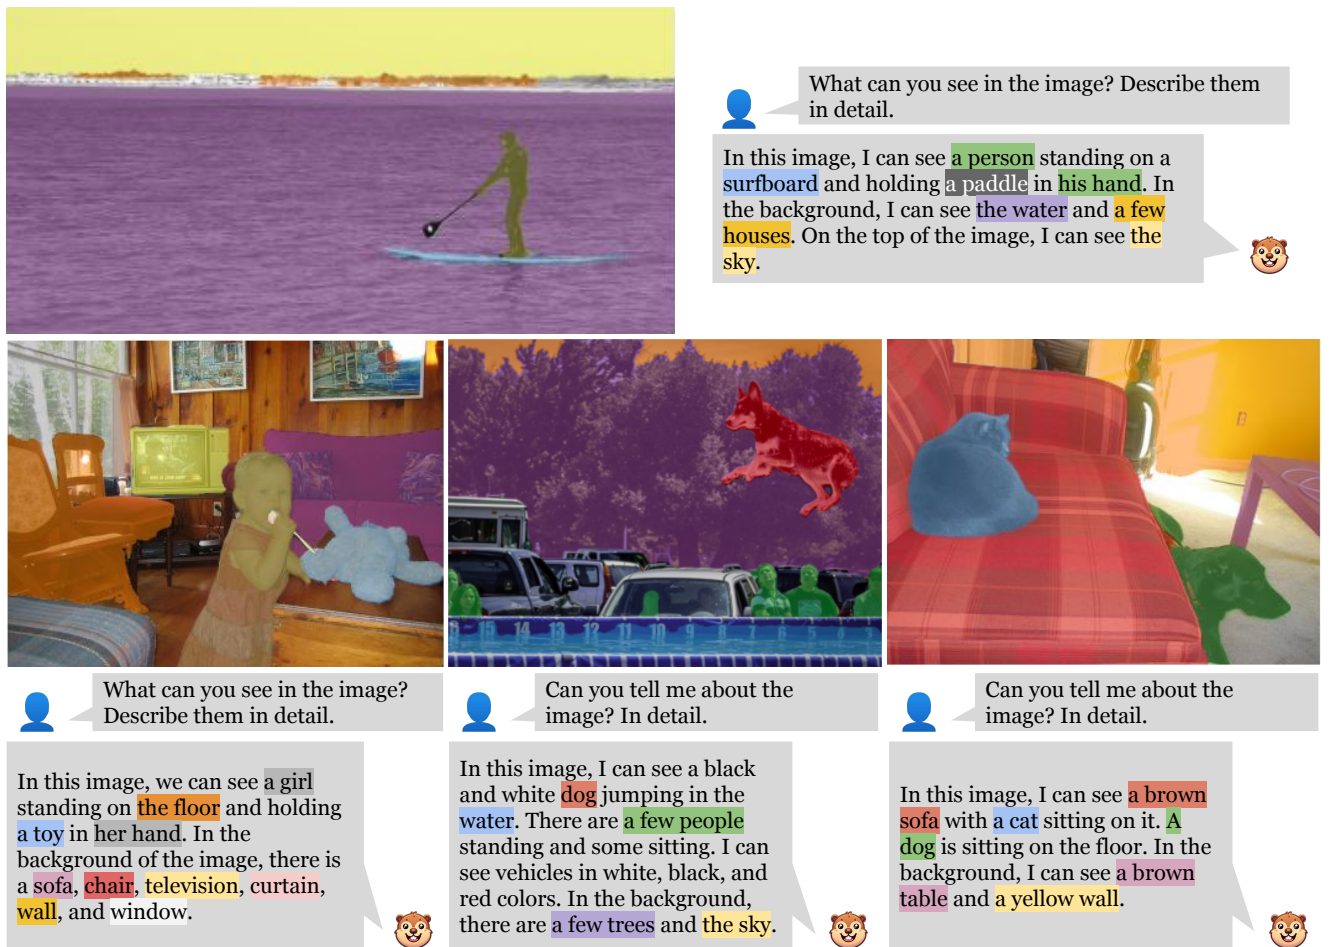 What can you see in the image? Describe them
in detail.
In this image, I can see a person standing on a
surfboard and holding a paddle in his hand. In
the background, I can see the water and a few
houses. On the top of the image, I can see the
sky.
15 14 13 12 11 10 9 8 7
What can you see in the image?
Describe them in detail.
In this image, we can see a girl
standing on the floor and holding
a toy in her hand. In the
background of the image, there is
a sofa, chair, television, curtain,
wall, and window.
Can you tell me about the
image? In detail.
In this image, I can see a black
and white dog jumping in the
water. There are a few people
standing and some sitting. I can
see vehicles in white, black, and
red colors. In the background,
there are a few trees and the sky.
Can you tell me about the
image? In detail.
In this image, I can see a brown
sofa with a cat sitting on it. A
dog is sitting on the floor. In the
background, I can see a brown
table and a yellow wall.